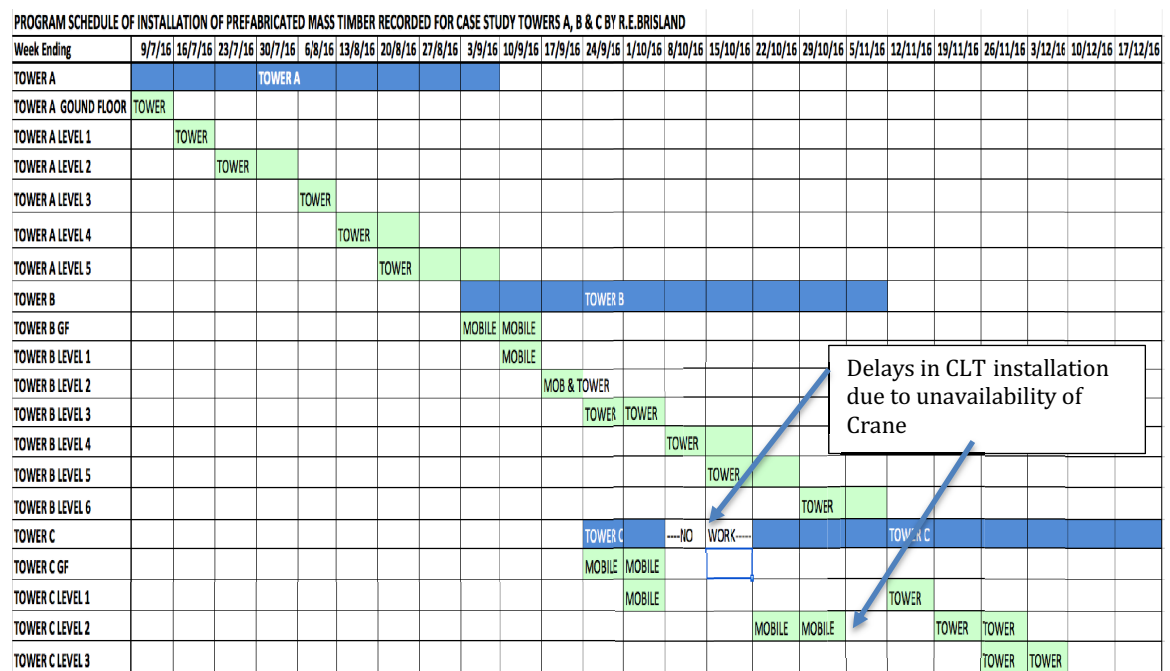 PROGRAM SCHEDULE OF INSTALLATION OF PREFABRICATED MASS TIMBER RECORDED FOR CASE STUDY TOWERS A, B & C BY R.E.BRISLAND
Week Ending 9/7/16 16/7/16 23/7/16 30/7/16 6/8/16 13/8/16 20/8/16 27/8/16 3/9/16 10/9/16 17/9/16 24/9/16 1/10/16 8/10/16 15/10/16 22/10/16 29/10/16 5/11/16 12/11/16 19/11/16 26/11/16 3/12/16 10/12/16 17/12/16
TOWER A TOWER A
TOWER A GOUND FLOOR TOWER
TOWER A LEVEL 1 TOWER
TOWER A LEVEL 2 TOWER
TOWER A LEVEL 3 TOWER
TOWER A LEVEL 4 TOWER
TOWER A LEVEL 5 TOWER
TOWER B TOWER B
TOWER B GF MOBILE MOBILE
TOWER B LEVEL 1 MOBILE
TOWER B LEVEL 2 MOB & TOWER
TOWER B LEVEL 3 TOWER TOWER
TOWER B LEVEL 4 TOWER
TOWER B LEVEL 5 TOWER
TOWER B LEVEL 6 TOWER
TOWER C TOWER C ----NO WORK----- TOWER C
TOWER C GF MOBILE MOBILE
TOWER C LEVEL 1 MOBILE TOWER
TOWER C LEVEL 2 MOBILE MOBILE TOWER TOWER
TOWER C LEVEL 3 TOWER TOWER
Delays in CLT installation
due to unavailability of
Crane